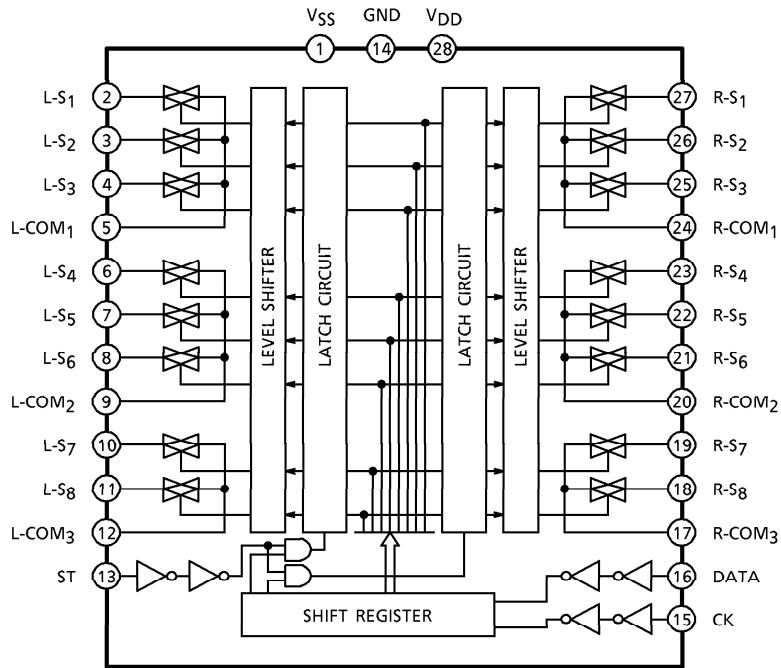 VSS GND VDD
1 14 28
L-S1 2 27 R-S1
L-S2 3 26 R-S2
L-S3 4 25 R-S3
L-COM1 5 24 R-COM1
L-S4 6 23 R-S4
L-S5 7 22 R-S5
L-S6 8 21 R-S6
L-COM2 9 20 R-COM2
L-S7 10 19 R-S7
L-S8 11 18 R-S8
L-COM3 12 17 R-COM3
LEVEL SHIFTER
LATCH CIRCUIT
LATCH CIRCUIT
LEVEL SHIFTER
ST 13 16 DATA
SHIFT REGISTER
15 CK